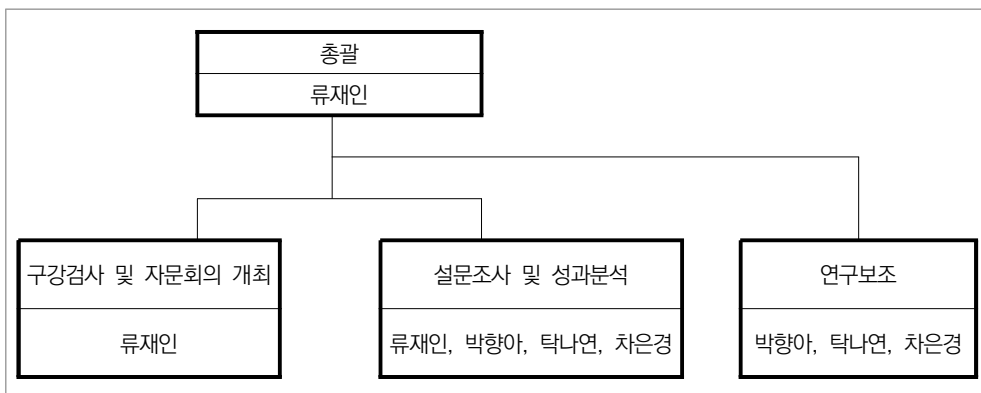 총괄
류재인
구강검사 및 자문회의 개최
류재인
설문조사 및 성과분석
류재인, 박향아, 탁나연, 차은경
연구보조
박향아, 탁나연, 차은경